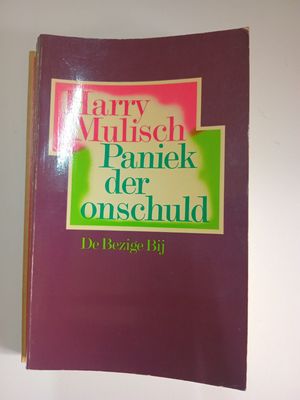 Harry
Mulisch
Paniek
der
onschuld
De Bezige Bij